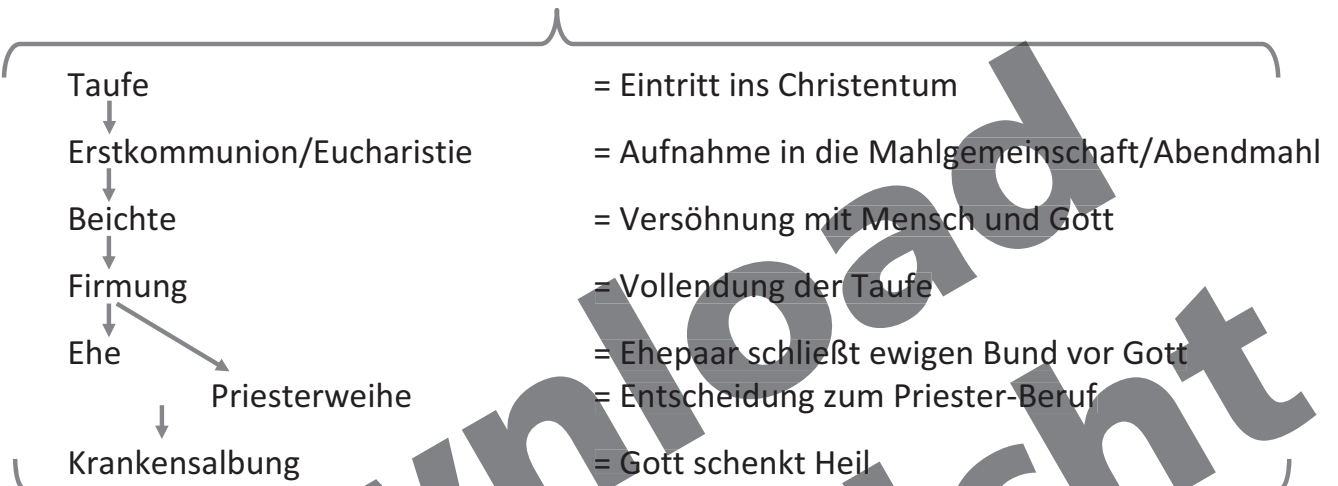 Taufe = Eintritt ins Christentum
Erstkommunion/Eucharistie = Aufnahme in die Mahlgemeinschaft/Abendmahl
Beichte = Versöhnung mit Mensch und Gott
Firmung = Vollendung der Taufe
Ehe = Ehepaar schließt ewigen Bund vor Gott
Priesterweihe = Entscheidung zum Priester-Beruf
Krankensalbung = Gott schenkt Heil